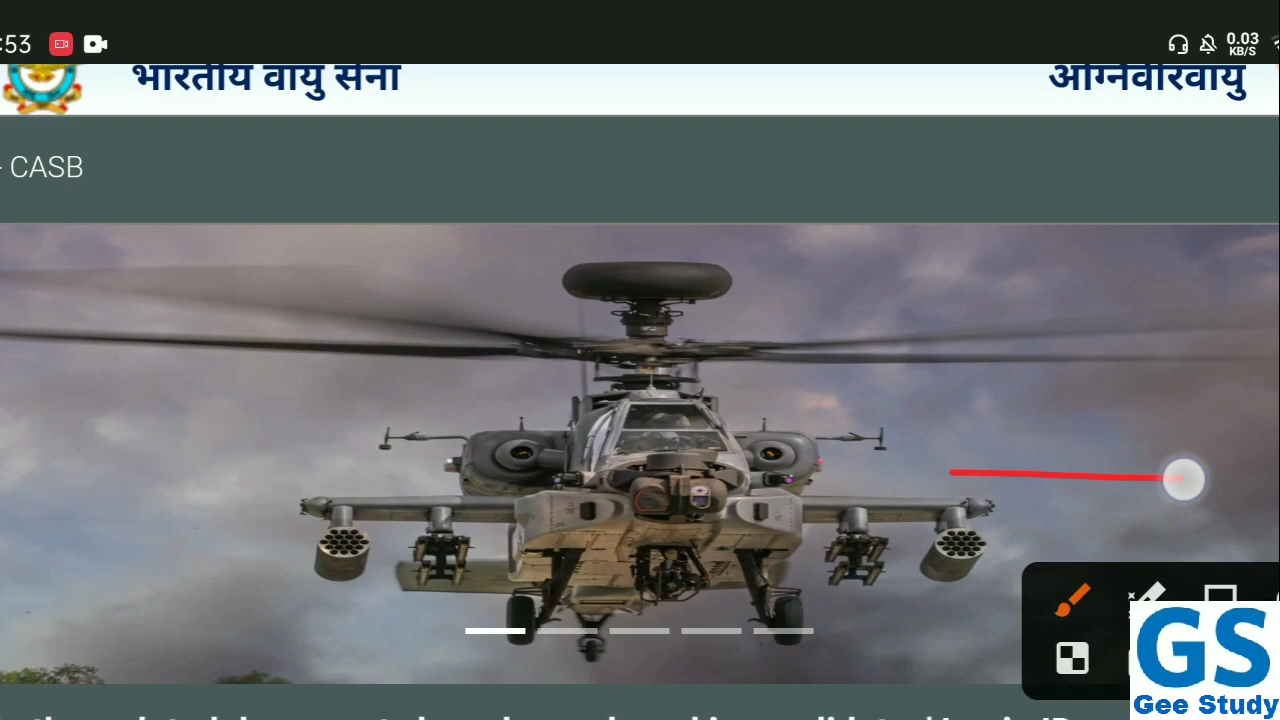 :53
0.03
KB/S
भारतीय वायु सेना
अग्निवीरवायु
- CASB
GS
Gee Study